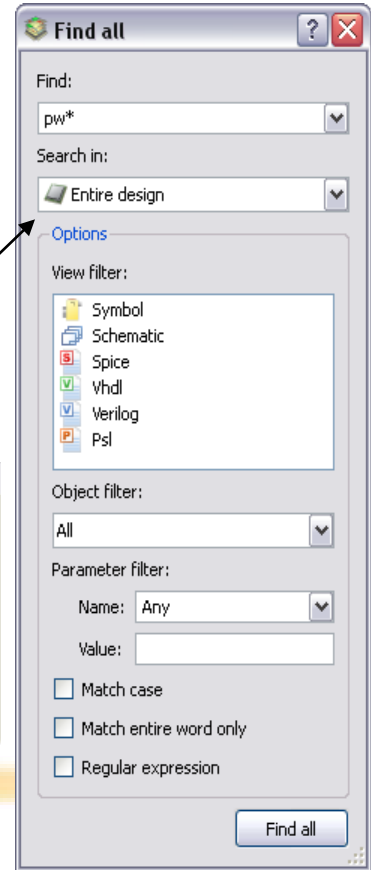 Find all
Find:
pw*
Search in:
Entire design
Options
View filter:
Symbol
Schematic
Spice
Vhdl
Verilog
Psl
Object filter:
All
Parameter filter:
Name: Any
Value:
Match case
Match entire word only
Regular expression
Find all